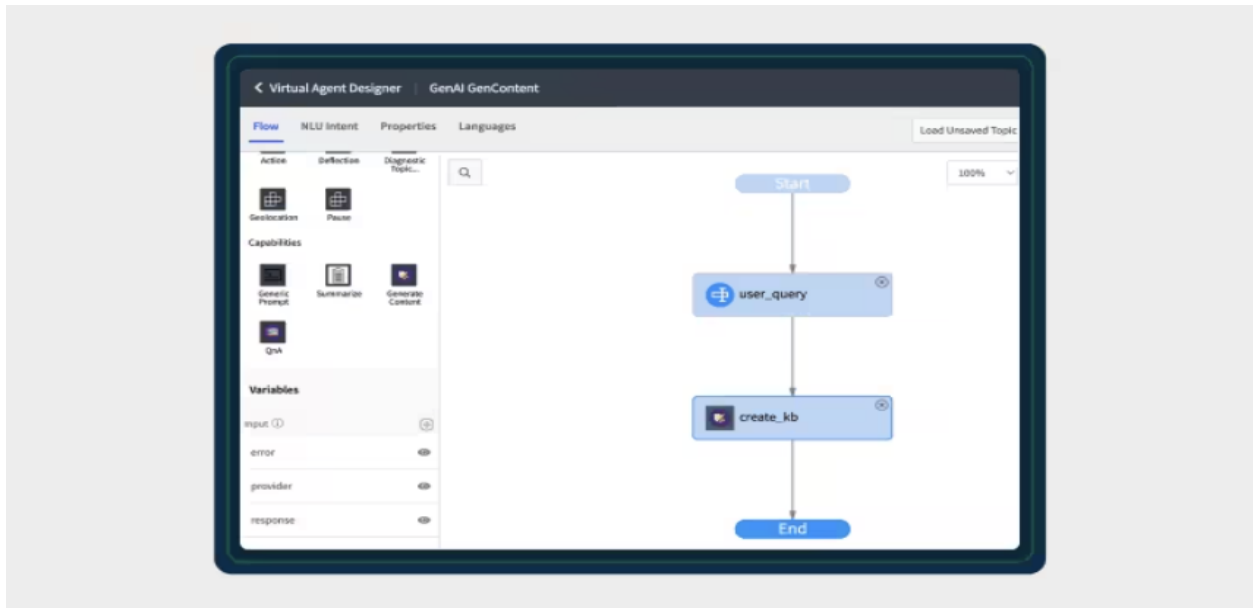 Virtual Agent Designer | GenAI GenContent
Flow NLU Intent Properties Languages
Load Unsaved Topic
Action Deflection Diagnostic
Topic...
100%
Start
Geolocation Pause
Capabilities
Generic
Prompt
Summarize
Generate
Content
user_query
QnA
Variables
input
create_kb
error
provider
response
End